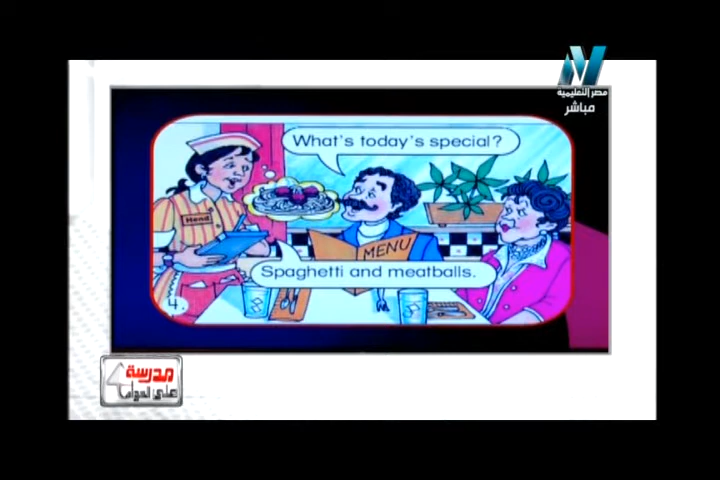 مصر التعليمية
مباشر
What's today's special?
Hend
MENU
Spaghetti and meatballs.
4
مدرسة
على الهواء